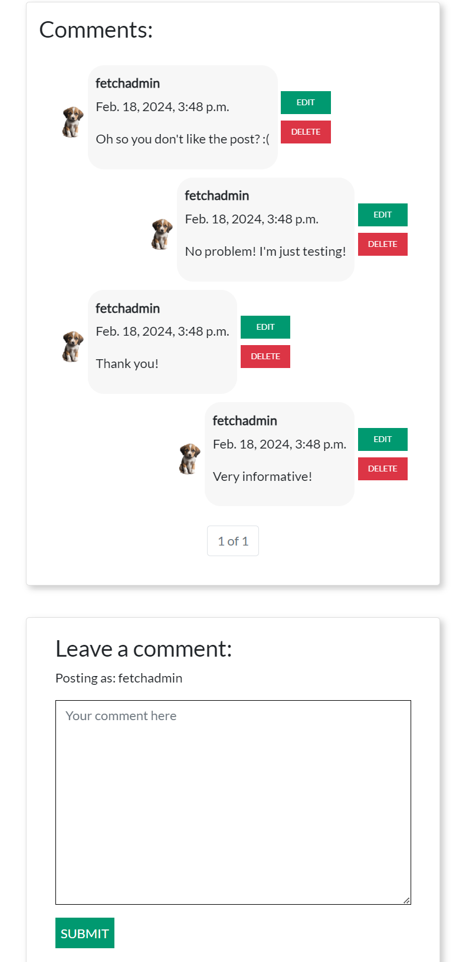 Comments:
fetchadmin
Feb. 18, 2024, 3:48 p.m.
EDIT
Oh so you don't like the post? :(
DELETE
fetchadmin
Feb. 18, 2024, 3:48 p.m.
EDIT
No problem! I'm just testing!
DELETE
fetchadmin
Feb. 18, 2024, 3:48 p.m.
EDIT
Thank you!
DELETE
fetchadmin
Feb. 18, 2024, 3:48 p.m.
EDIT
Very informative!
DELETE
1 of 1
Leave a comment:
Posting as: fetchadmin
Your comment here
SUBMIT